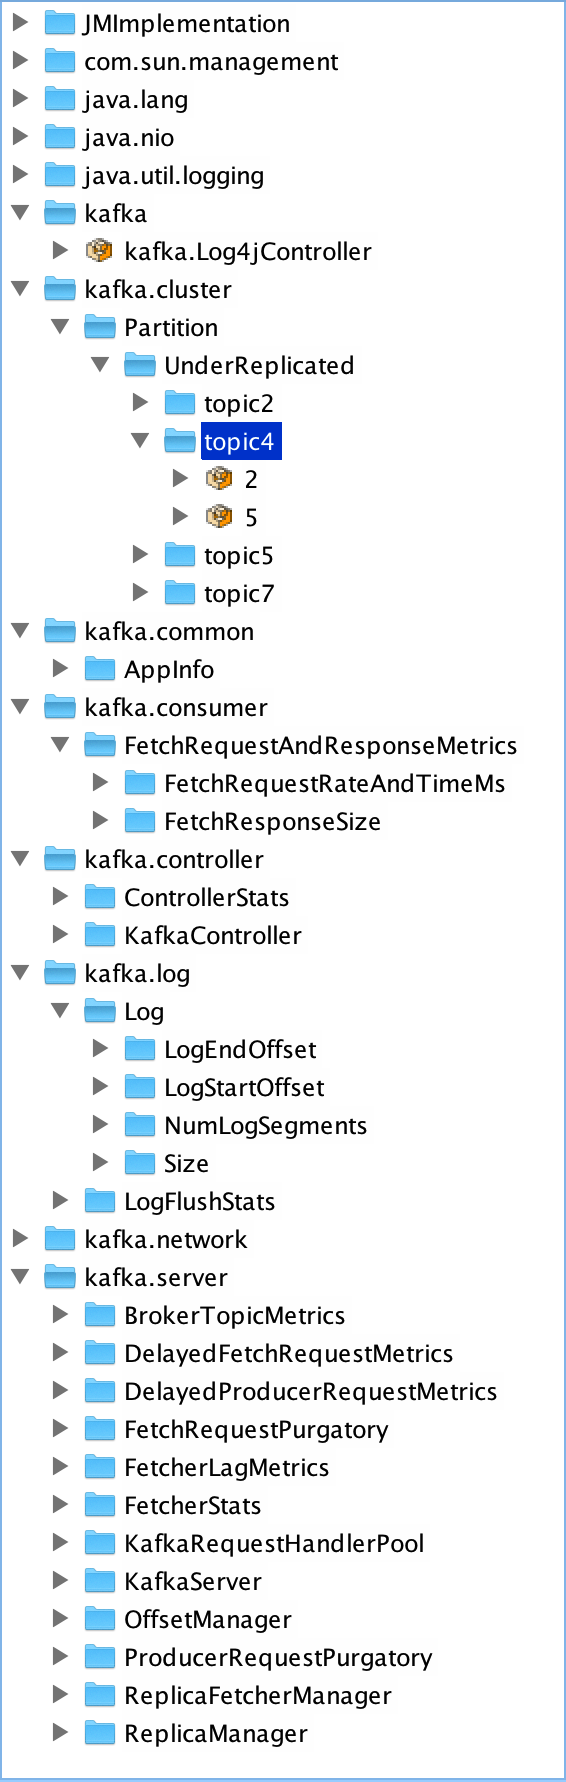 JMImplementation
com.sun.management
java.lang
java.nio
java.util.logging
kafka
kafka.Log4jController
kafka.cluster
Partition
UnderReplicated
topic2
topic4
2
5
topic5
topic7
kafka.common
AppInfo
kafka.consumer
FetchRequestAndResponseMetrics
FetchRequestRateAndTimeMs
FetchResponseSize
kafka.controller
ControllerStats
KafkaController
kafka.log
Log
LogEndOffset
LogStartOffset
NumLogSegments
Size
LogFlushStats
kafka.network
kafka.server
BrokerTopicMetrics
DelayedFetchRequestMetrics
DelayedProducerRequestMetrics
FetchRequestPurgatory
FetcherLagMetrics
FetcherStats
KafkaRequestHandlerPool
KafkaServer
OffsetManager
ProducerRequestPurgatory
ReplicaFetcherManager
ReplicaManager